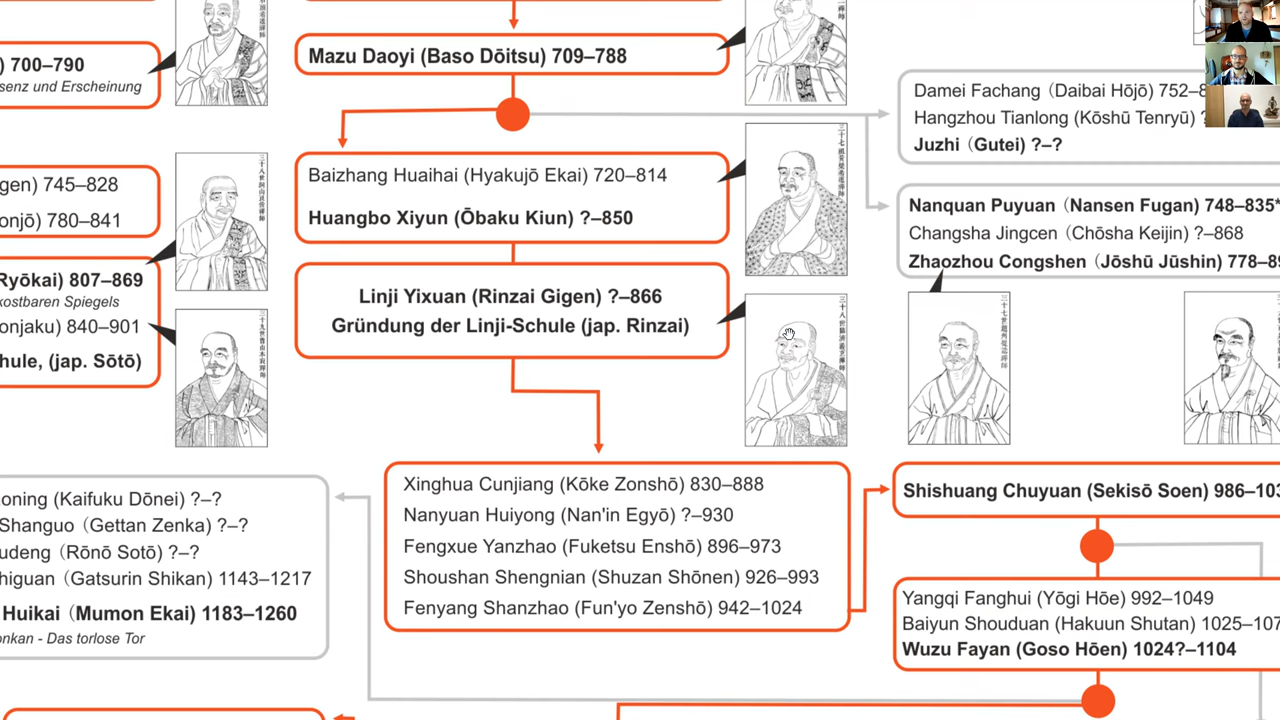 ) 700–790
senz und Erscheinung
Mazu Daoyi (Baso Dōitsu) 709–788
Damei Fachang (Daibai Hōjō) 752–8
Hangzhou Tianlong (Kōshū Tenryū) ?
Juzhi (Gutei) ?–?
gen) 745–828
onjō) 780–841
Baizhang Huaihai (Hyakujō Ekai) 720–814
Huangbo Xiyun (Ōbaku Kiun) ?–850
Nanquan Puyuan (Nansen Fugan) 748–835*
Changsha Jingcen (Chōsha Keijin) ?–868
Zhaozhou Congshen (Jōshū Jūshin) 778–89
Ryōkai) 807–869
kostbaren Spiegels
onjaku) 840–901
hule, (jap. Sōtō)
Linji Yixuan (Rinzai Gigen) ?–866
Gründung der Linji-Schule (jap. Rinzai)
oning (Kaifuku Dōnei) ?–?
Shanguo (Gettan Zenka) ?–?
udeng (Rōnō Sotō) ?–?
higuan (Gatsurin Shikan) 1143–1217
Huikai (Mumon Ekai) 1183–1260
onkan - Das torlose Tor
Xinghua Cunjiang (Kōke Zonshō) 830–888
Nanyuan Huiyong (Nan'in Egyō) ?–930
Fengxue Yanzhao (Fuketsu Enshō) 896–973
Shoushan Shengnian (Shuzan Shōnen) 926–993
Fenyang Shanzhao (Fun'yo Zenshō) 942–1024
Shishuang Chuyuan (Sekisō Soen) 986–103
Yangqi Fanghui (Yōgi Hōe) 992–1049
Baiyun Shouduan (Hakuun Shutan) 1025–107
Wuzu Fayan (Goso Hōen) 1024?–1104